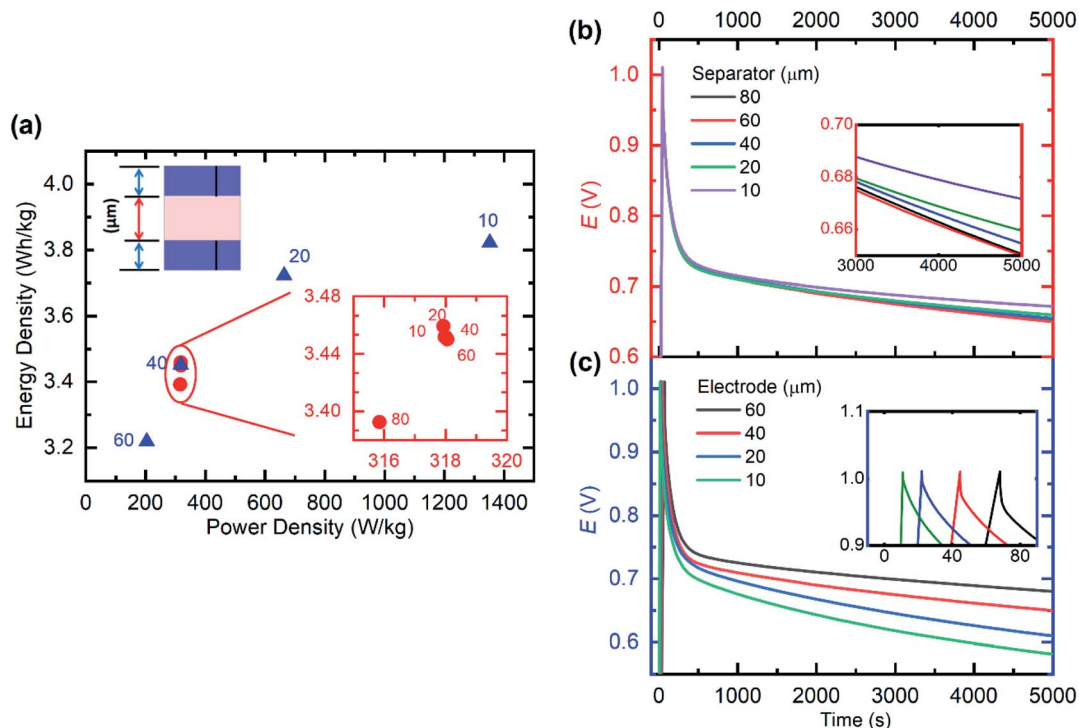 (a)
Energy Density (Wh/kg)
4.0
3.8
3.6
3.4
3.2
0 200 400 600 800 1000 1200 1400
Power Density (W/kg)
(μm)
10
20
40
60
3.48
3.44
3.40
316 318 320
20
10 40
60
80
(b)
0 1000 2000 3000 4000 5000
E (V)
1.0
0.9
0.8
0.7
0.6
Separator (μm)
80
60
40
20
10
0.70
0.68
0.66
3000 4000 5000
(c)
E (V)
1.0
0.9
0.8
0.7
0.6
Electrode (μm)
60
40
20
10
1.1
1.0
0.9
0 40 80
0 1000 2000 3000 4000 5000
Time (s)